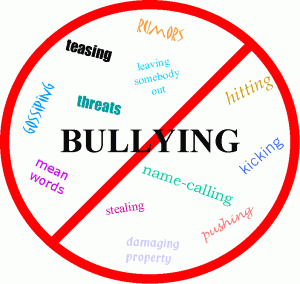 RUMORS
teasing
leaving
somebody
out
hitting
GOSSIPING
threats
BULLYING
kicking
mean
words
name-calling
stealing
pushing
damaging
property